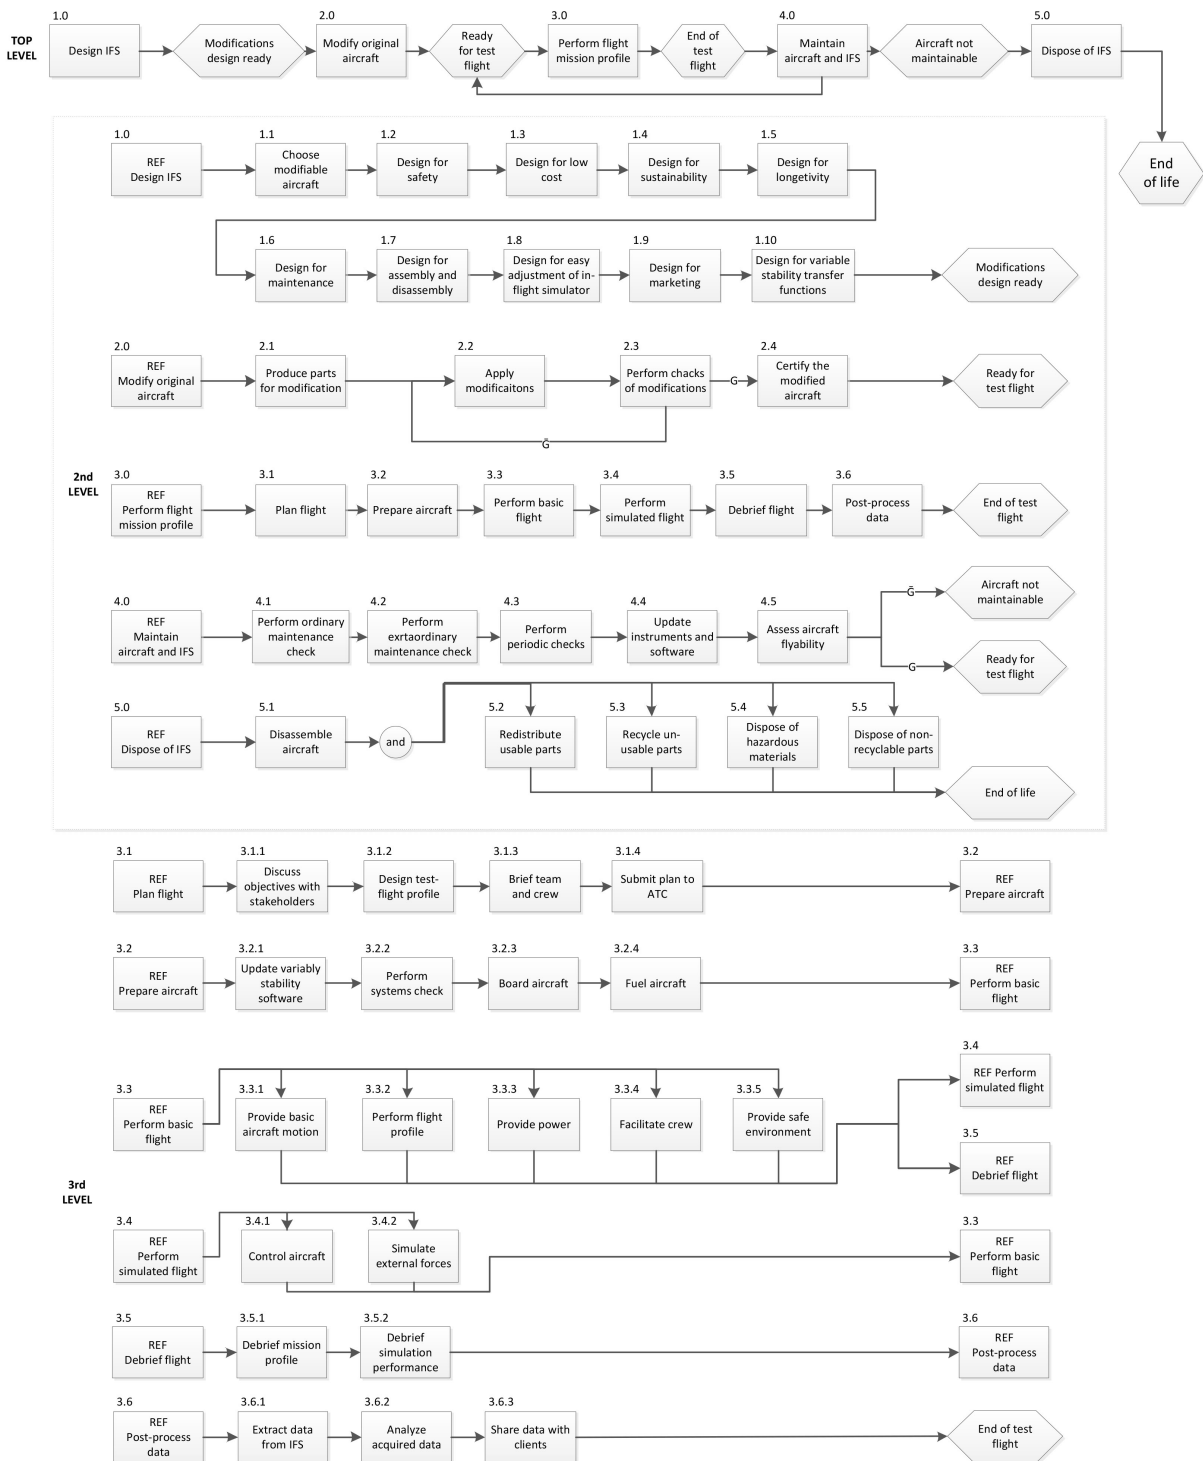 1.0
2.0
3.0
4.0
5.0
TOP
LEVEL
Design IFS
Modifications
design ready
Modify original
aircraft
Ready
for test
flight
Perform flight
mission profile
End of
test
flight
Maintain
aircraft and IFS
Aircraft not
maintainable
Dispose of IFS
End
of life
1.0
REF
Design IFS
1.1
Choose
modifiable
aircraft
1.2
Design for
safety
1.3
Design for low
cost
1.4
Design for
sustainability
1.5
Design for
longetivity
1.6
Design for
maintenance
1.7
Design for
assembly and
disassembly
1.8
Design for easy
adjustment of in-
flight simulator
1.9
Design for
marketing
1.10
Design for variable
stability transfer
functions
Modifications
design ready
2.0
REF
Modify original
aircraft
2.1
Produce parts
for modification
2.2
Apply
modificaitons
2.3
Perform chacks
of modifications
G
2.4
Certify the
modified
aircraft
Ready for
test flight
Ḡ
2nd
LEVEL
3.0
REF
Perform flight
mission profile
3.1
Plan flight
3.2
Prepare aircraft
3.3
Perform basic
flight
3.4
Perform
simulated flight
3.5
Debrief flight
3.6
Post-process
data
End of test
flight
4.0
REF
Maintain
aircraft and IFS
4.1
Perform ordinary
maintenance
check
4.2
Perform
exrtaordinary
maintenance check
4.3
Perform
periodic checks
4.4
Update
instruments and
software
4.5
Assess aircraft
flyability
Ḡ
Aircraft not
maintainable
G
Ready for
test flight
5.0
REF
Dispose of IFS
5.1
Disassemble
aircraft
and
5.2
Redistribute
usable parts
5.3
Recycle un-
usable parts
5.4
Dispose of
hazardous
materials
5.5
Dispose of non-
recyclable parts
End of life
3.1
REF
Plan flight
3.1.1
Discuss
objectives with
stakeholders
3.1.2
Design test-
flight profile
3.1.3
Brief team
and crew
3.1.4
Submit plan to
ATC
3.2
REF
Prepare aircraft
3.2
REF
Prepare aircraft
3.2.1
Update variably
stability
software
3.2.2
Perform
systems check
3.2.3
Board aircraft
3.2.4
Fuel aircraft
3.3
REF
Perform basic
flight
3rd
LEVEL
3.3
REF
Perform basic
flight
3.3.1
Provide basic
aircraft motion
3.3.2
Perform flight
profile
3.3.3
Provide power
3.3.4
Facilitate crew
3.3.5
Provide safe
environment
3.4
REF Perform
simulated flight
3.5
REF
Debrief flight
3.4
REF
Perform
simulated flight
3.4.1
Control aircraft
3.4.2
Simulate
external forces
3.3
REF
Perform basic
flight
3.5
REF
Debrief flight
3.5.1
Debrief mission
profile
3.5.2
Debrief
simulation
performance
3.6
REF
Post-process
data
3.6
REF
Post-process
data
3.6.1
Extract data
from IFS
3.6.2
Analyze
acquired data
3.6.3
Share data with
clients
End of test
flight